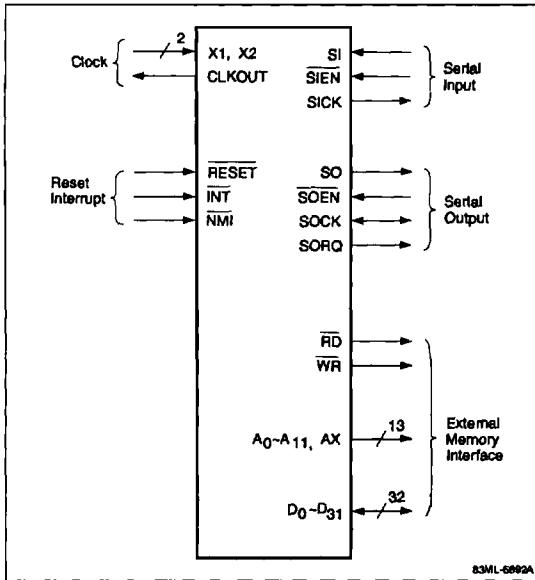 2
Clock
X1, X2
CLKOUT
SI
SIEN
SICK
Serial
Input
Reset
Interrupt
RESET
INT
NMI
SO
SOEN
SOCK
SORQ
Serial
Output
RD
WR
A0~A11, AX
13
D0~D31
32
External
Memory
Interface
83ML-5692A